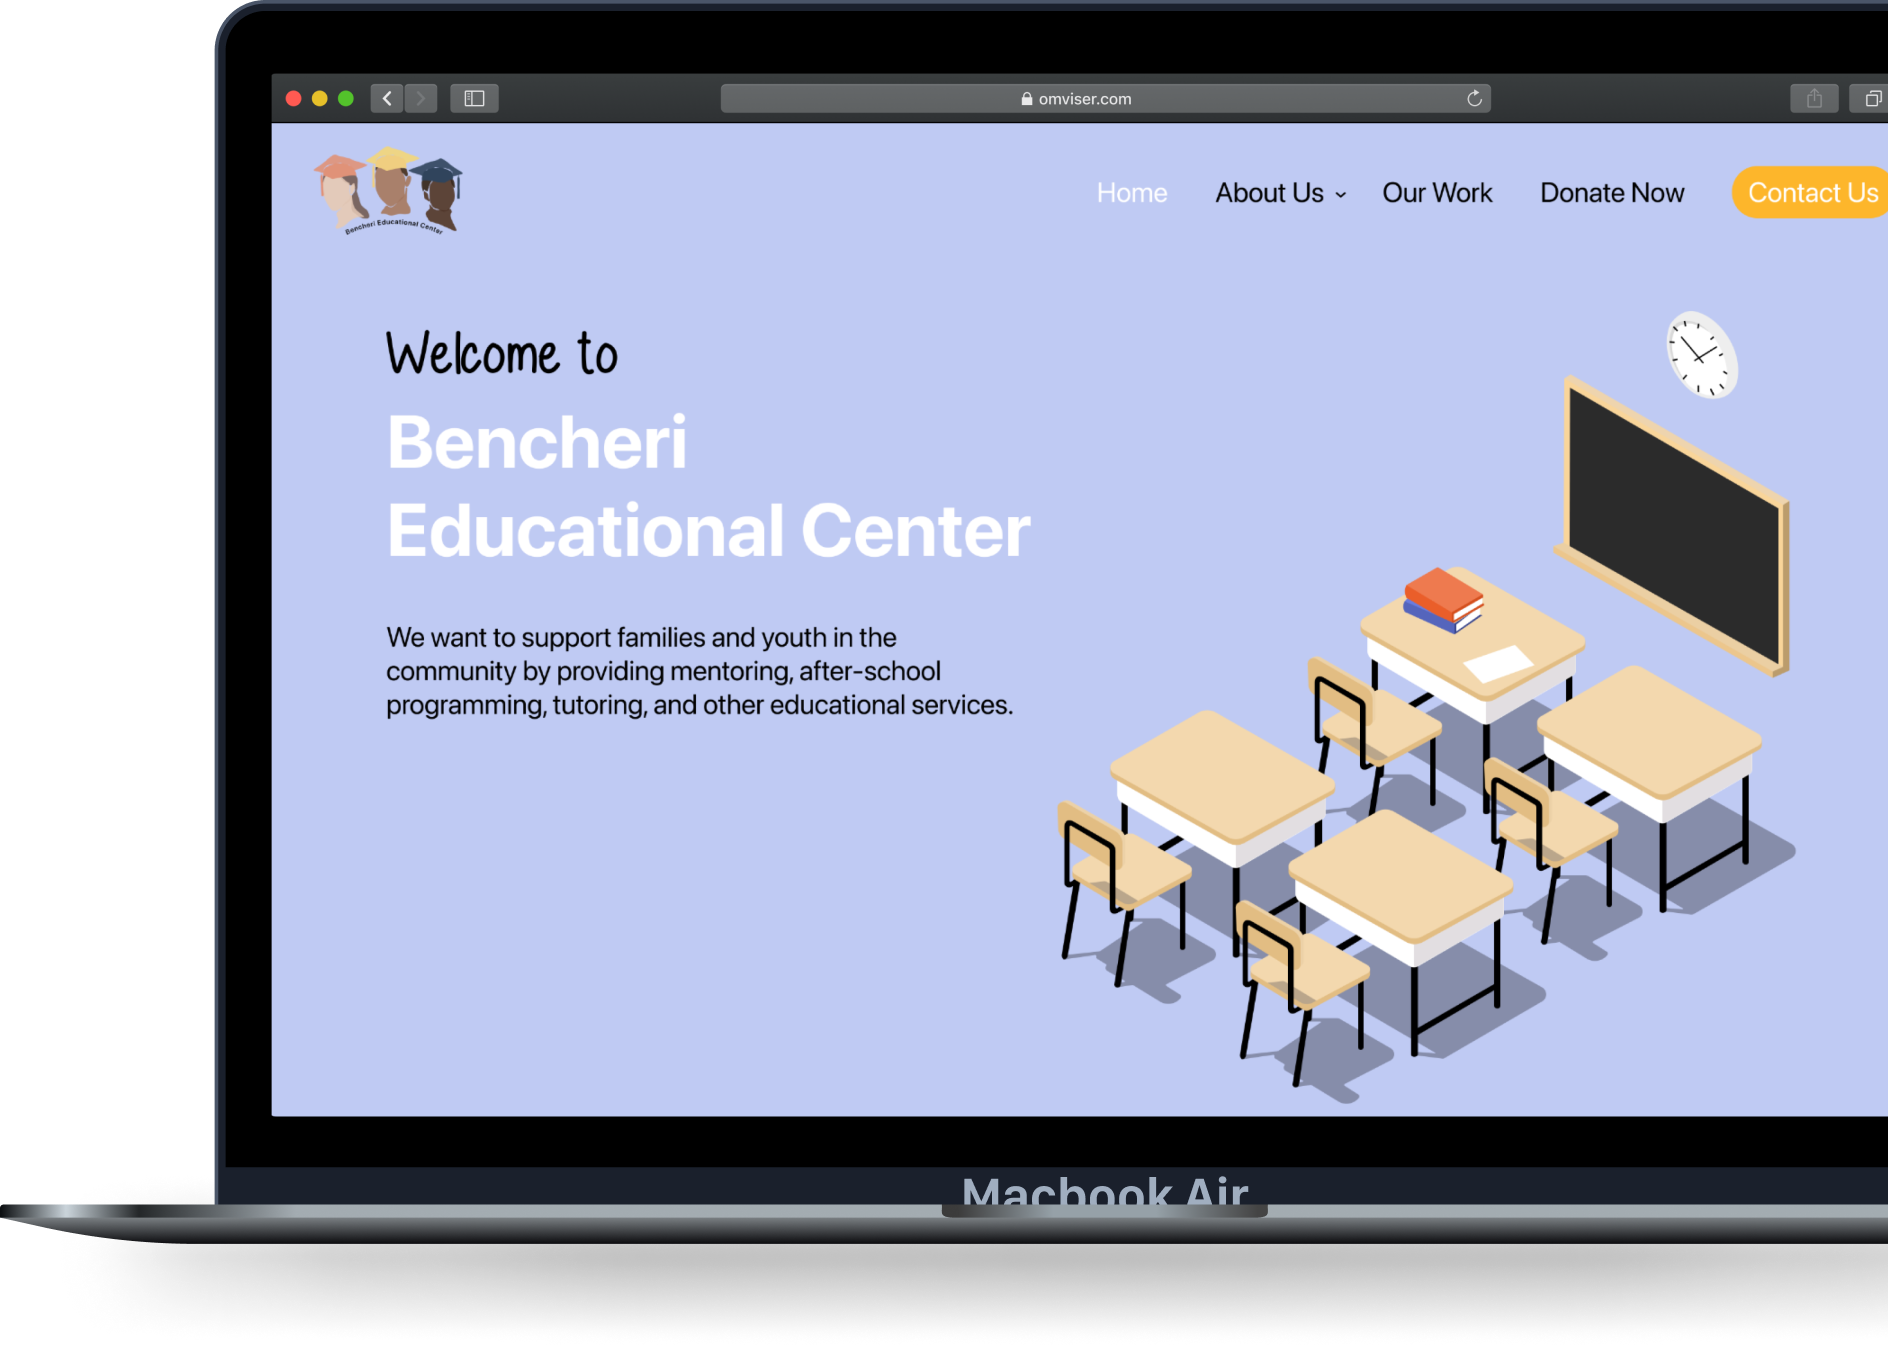 omviser.com
Bencheri Educational Center
Home About Us Our Work Donate Now Contact Us
Welcome to
Bencheri
Educational Center
We want to support families and youth in the
community by providing mentoring, after-school
programming, tutoring, and other educational services.
Macbook Air